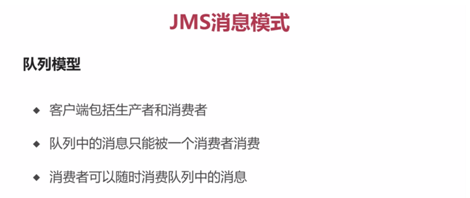 JMS消息模式
队列模型
◆ 客户端包括生产者和消费者
◆ 队列中的消息只能被一个消费者消费
◆ 消费者可以随时消费队列中的消息